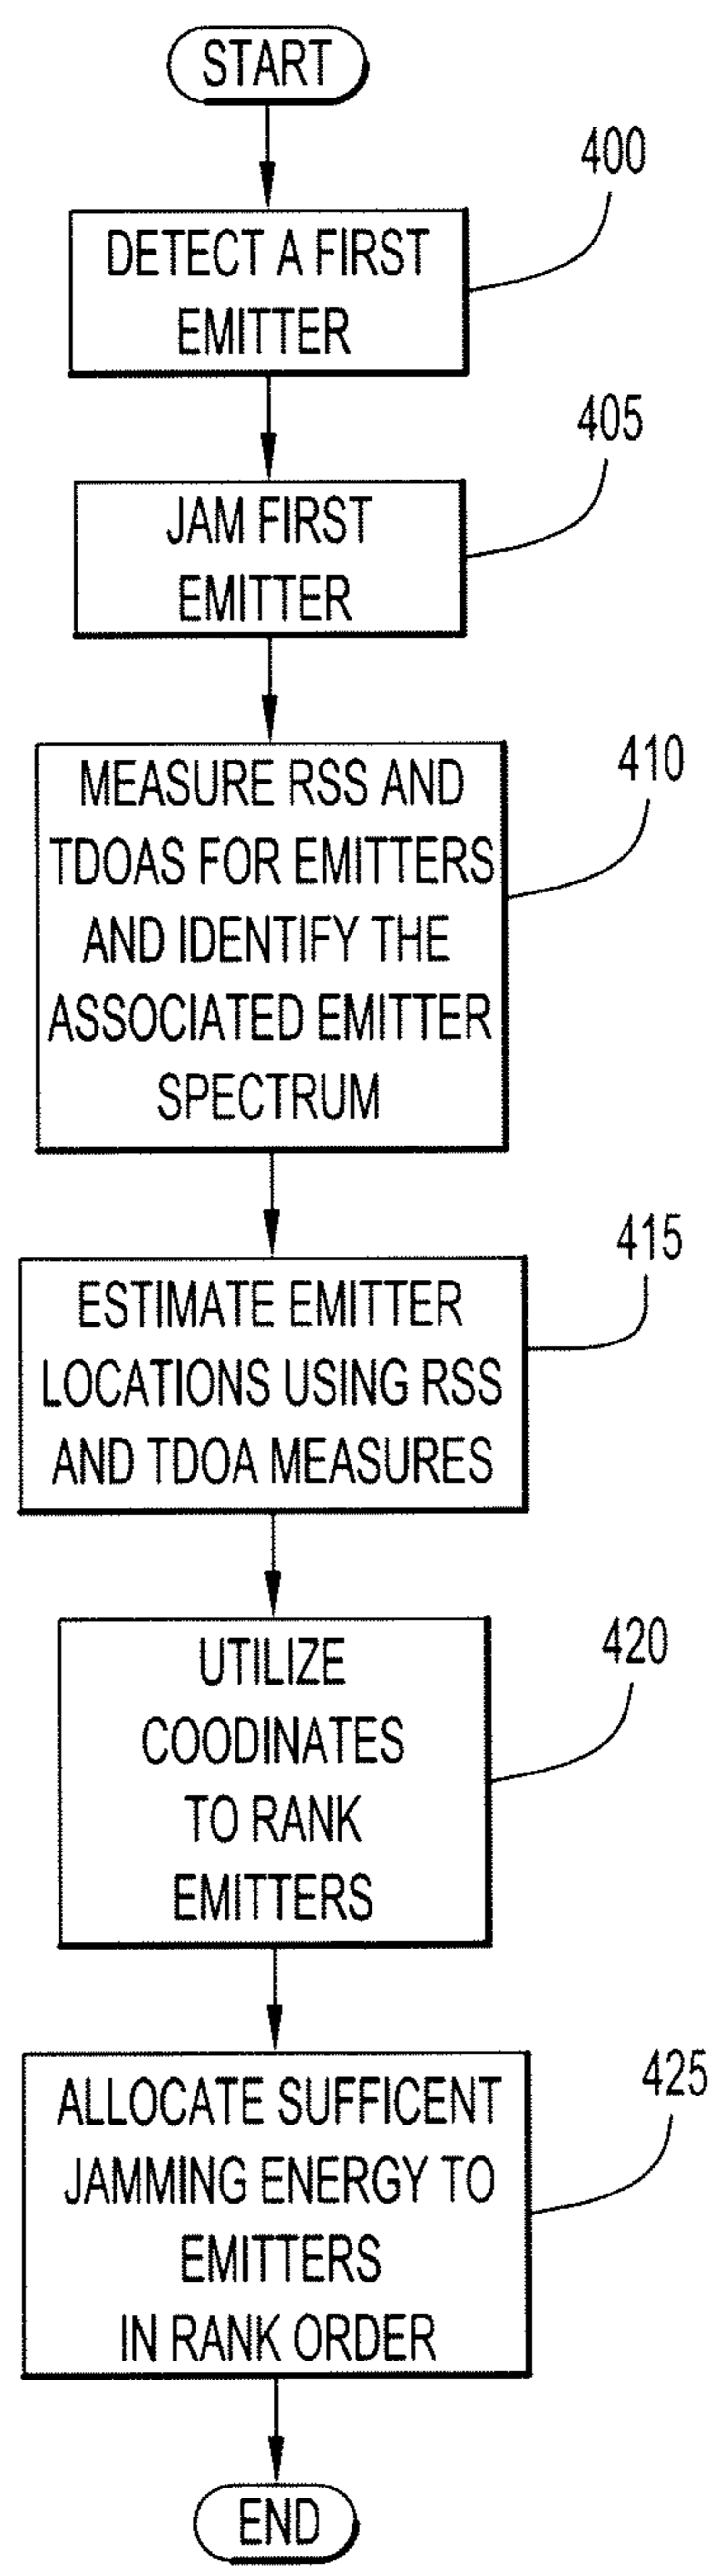 START
400
DETECT A FIRST
EMITTER
405
JAM FIRST
EMITTER
410
MEASURE RSS AND
TDOAS FOR EMITTERS
AND IDENTIFY THE
ASSOCIATED EMITTER
SPECTRUM
415
ESTIMATE EMITTER
LOCATIONS USING RSS
AND TDOA MEASURES
420
UTILIZE
COODINATES
TO RANK
EMITTERS
425
ALLOCATE SUFFICENT
JAMMING ENERGY TO
EMITTERS
IN RANK ORDER
END